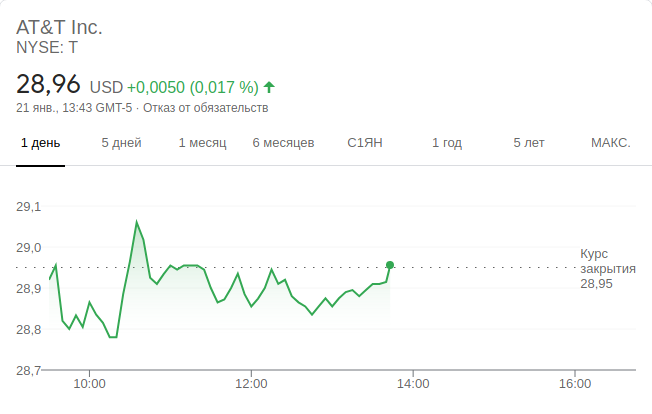 AT&T Inc.
NYSE: T
28,96 USD +0,0050 (0,017 %)
21 янв., 13:43 GMT-5 · Отказ от обязательств
1 день 5 дней 1 месяц 6 месяцев С1ЯН 1 год 5 лет МАКС.
29,1
29,0
28,9
28,8
28,7
Курс
закрытия
28,95
10:00 12:00 14:00 16:00